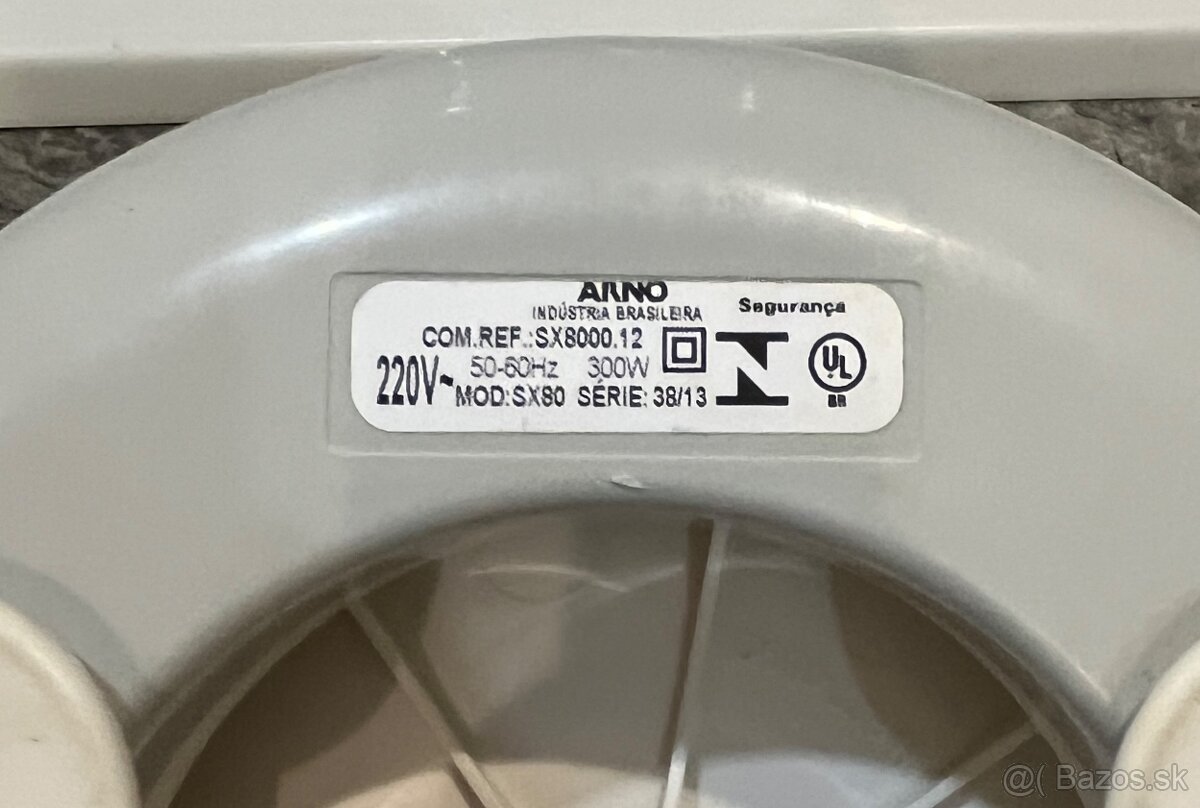 ARNO
INDÚSTRIA BRASILEIRA
Segurança
COM.REF.:SX8000.12
220V~ 50-60Hz 300W
MOD:SX80 SÉRIE: 38/13
UL
BR
@( Bazos.sk